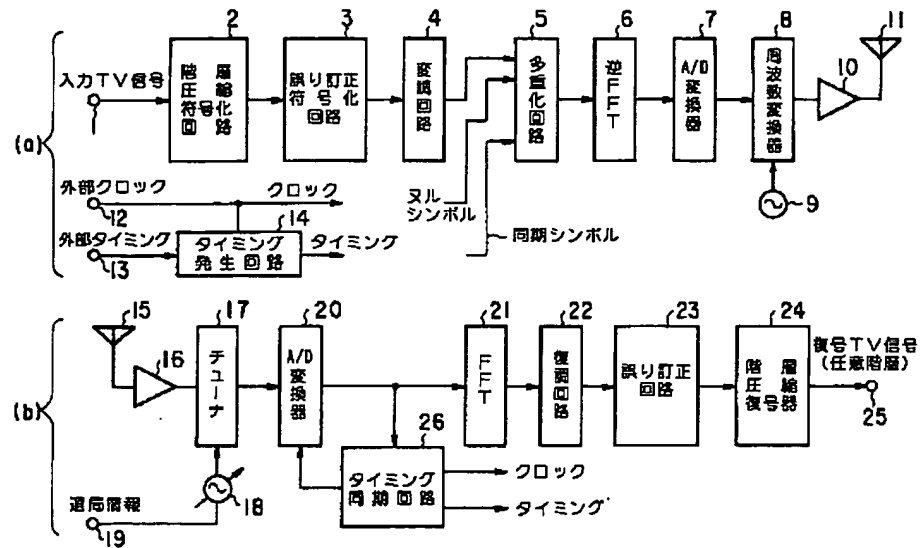 (a)
入力TV信号
2
階層
圧縮
符号化
回路
3
誤り訂正
符号化
回路
4
変調回路
5
多重化回路
6
逆FFT
7
A/D
変換器
8
周波数変換器
9
10
11
外部クロック
12
クロック
14
外部タイミング
13
タイミング
発生回路
タイミング
ヌル
シンボル
同期シンボル
(b)
15
16
17
チューナ
18
選局情報
19
20
A/D
変換器
26
タイミング
同期回路
クロック
タイミング
21
FFT
22
復調回路
23
誤り訂正
回路
24
階層
圧縮
復号器
復号TV信号
(任意階層)
25